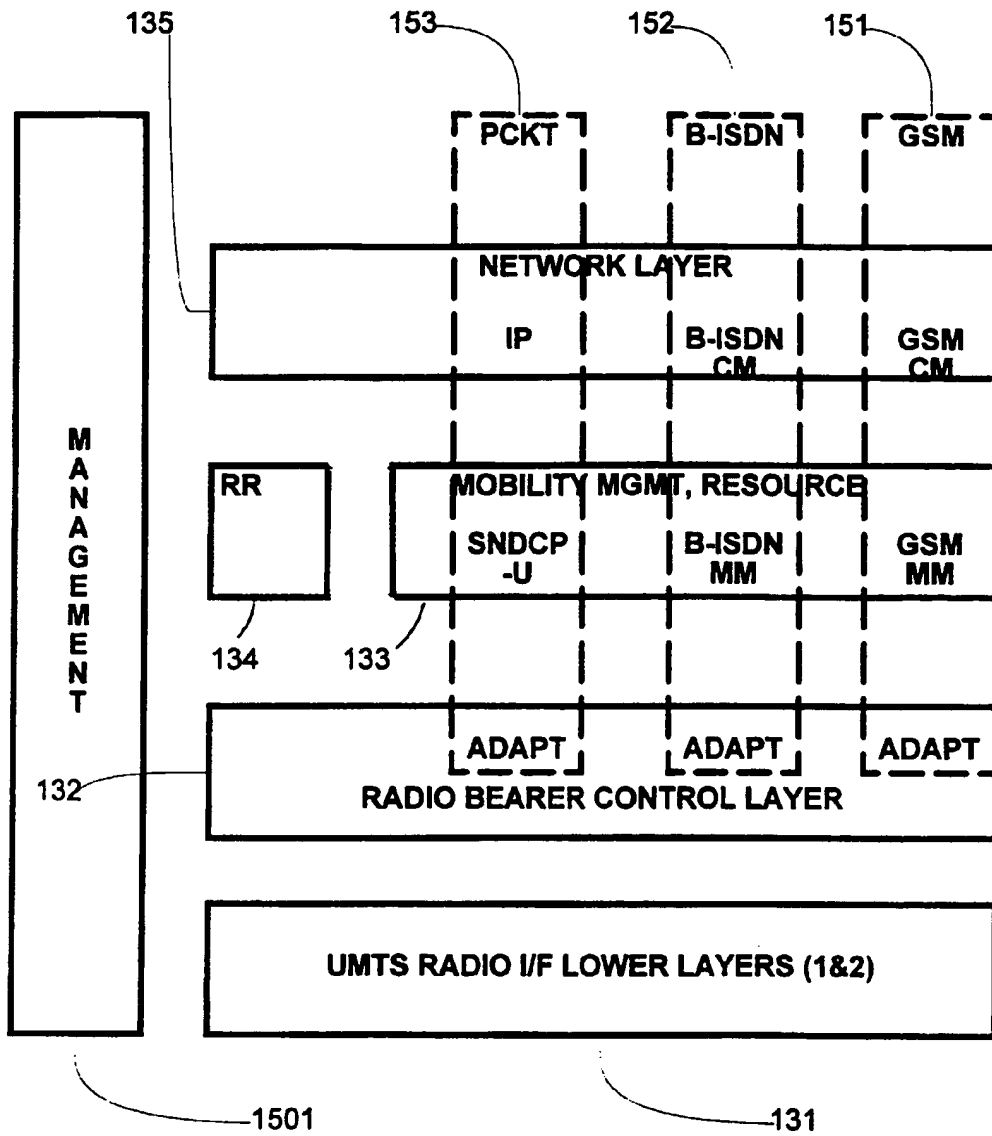 135 153 152 151
PCKT B-ISDN GSM
NETWORK LAYER
IP B-ISDN CM GSM CM
MANAGEMENT
RR
MOBILITY MGMT, RESOURCE
SNDCP-U B-ISDN MM GSM MM
134 133
ADAPT ADAPT ADAPT
132
RADIO BEARER CONTROL LAYER
UMTS RADIO I/F LOWER LAYERS (1&2)
1501 131